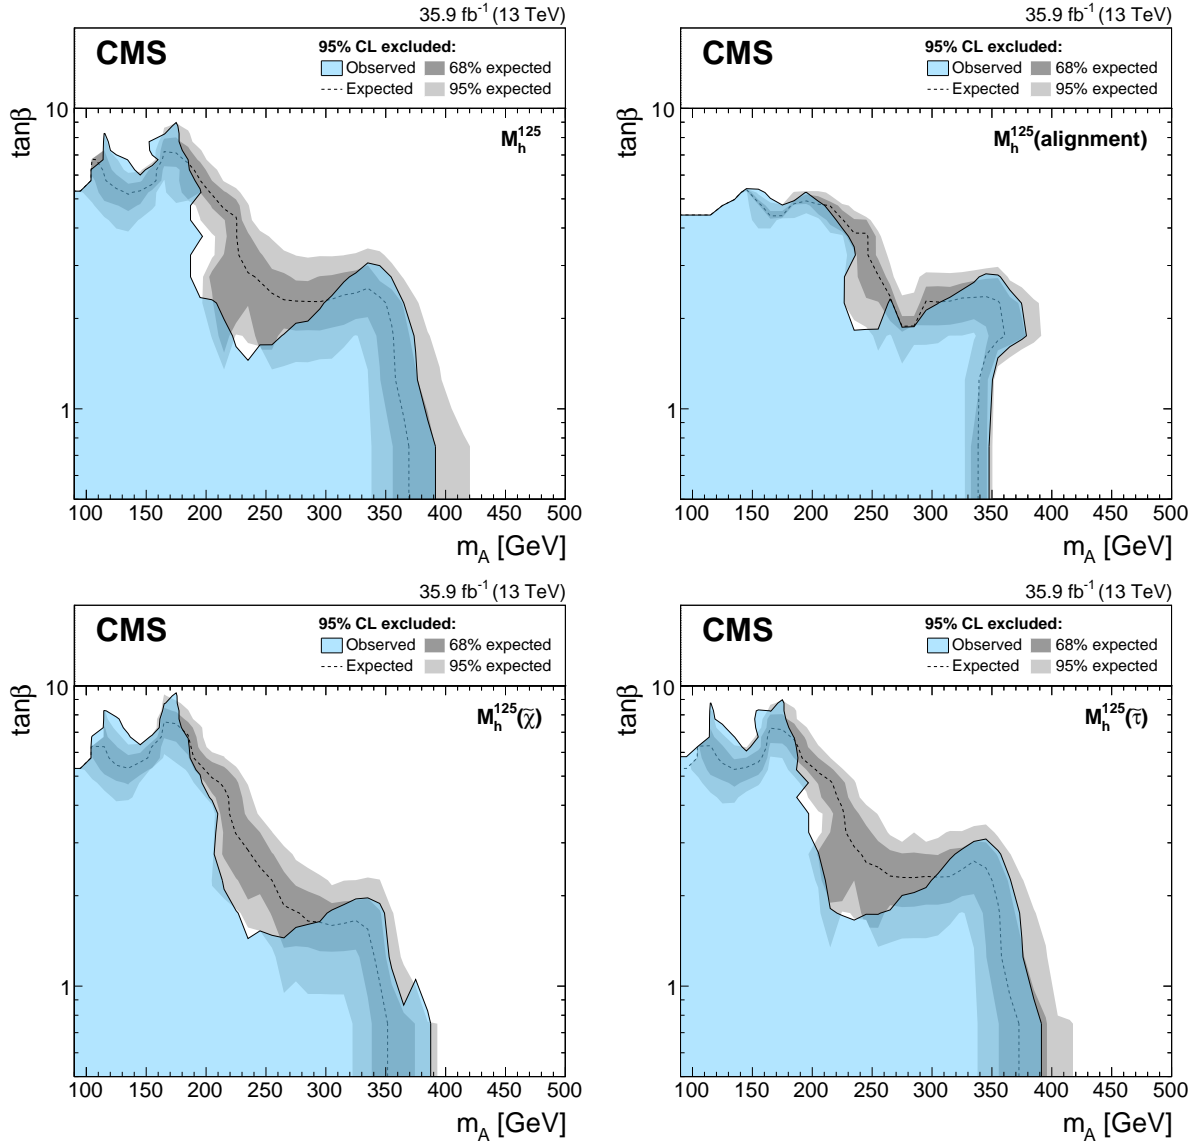 35.9 fb⁻¹ (13 TeV)
CMS
95% CL excluded:
Observed 68% expected
Expected 95% expected
tanβ
10
1
M_h^125
100 150 200 250 300 350 400 450 500
m_A [GeV]
35.9 fb⁻¹ (13 TeV)
CMS
95% CL excluded:
Observed 68% expected
Expected 95% expected
tanβ
10
1
M_h^125(alignment)
100 150 200 250 300 350 400 450 500
m_A [GeV]
35.9 fb⁻¹ (13 TeV)
CMS
95% CL excluded:
Observed 68% expected
Expected 95% expected
tanβ
10
1
M_h^125(χ̃)
100 150 200 250 300 350 400 450 500
m_A [GeV]
35.9 fb⁻¹ (13 TeV)
CMS
95% CL excluded:
Observed 68% expected
Expected 95% expected
tanβ
10
1
M_h^125(τ̃)
100 150 200 250 300 350 400 450 500
m_A [GeV]